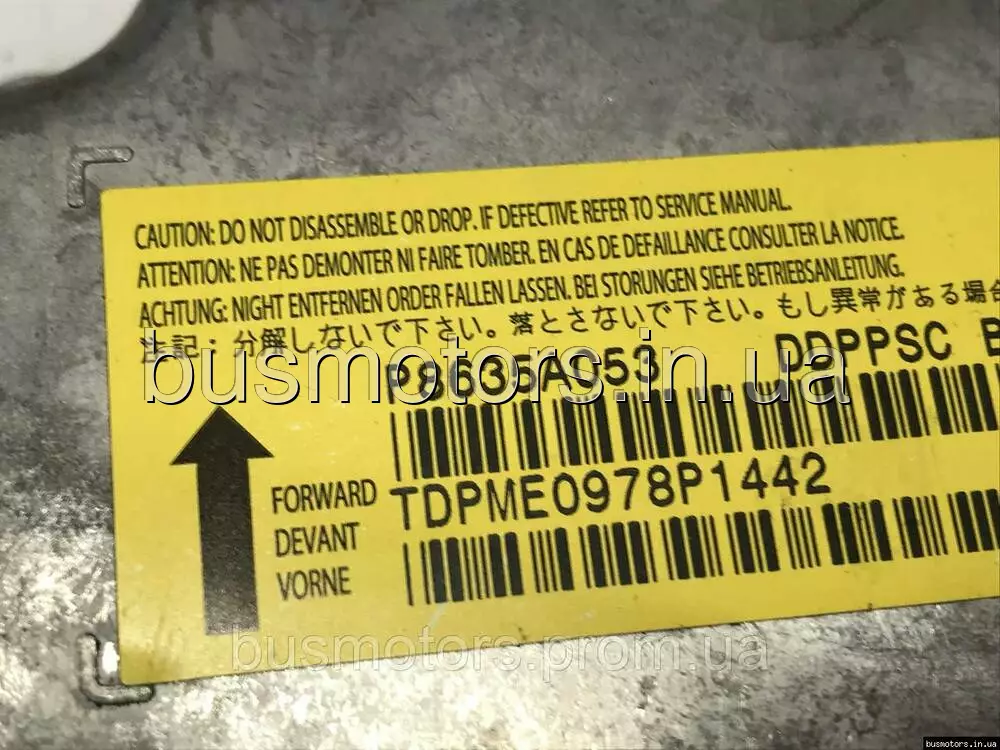 CAUTION: DO NOT DISASSEMBLE OR DROP. IF DEFECTIVE REFER TO SERVICE MANUAL.
ATTENTION: NE PAS DEMONTER NI FAIRE TOMBER. EN CAS DE DEFAILLANCE CONSULTER LA NOTICE.
ACHTUNG: NIGHT ENTFERNEN ORDER FALLEN LASSEN. BEI STORUNGEN SIEHE BETRIEBSANLEITUNG.
注記：分解しないで下さい。落とさないで下さい。もし異常がある場合
P8635AC53 DDPPSC
busmotors.in.ua
TDPME0978P1442
FORWARD
DEVANT
VORNE
busmotors.prom.ua
busmotors.in.ua